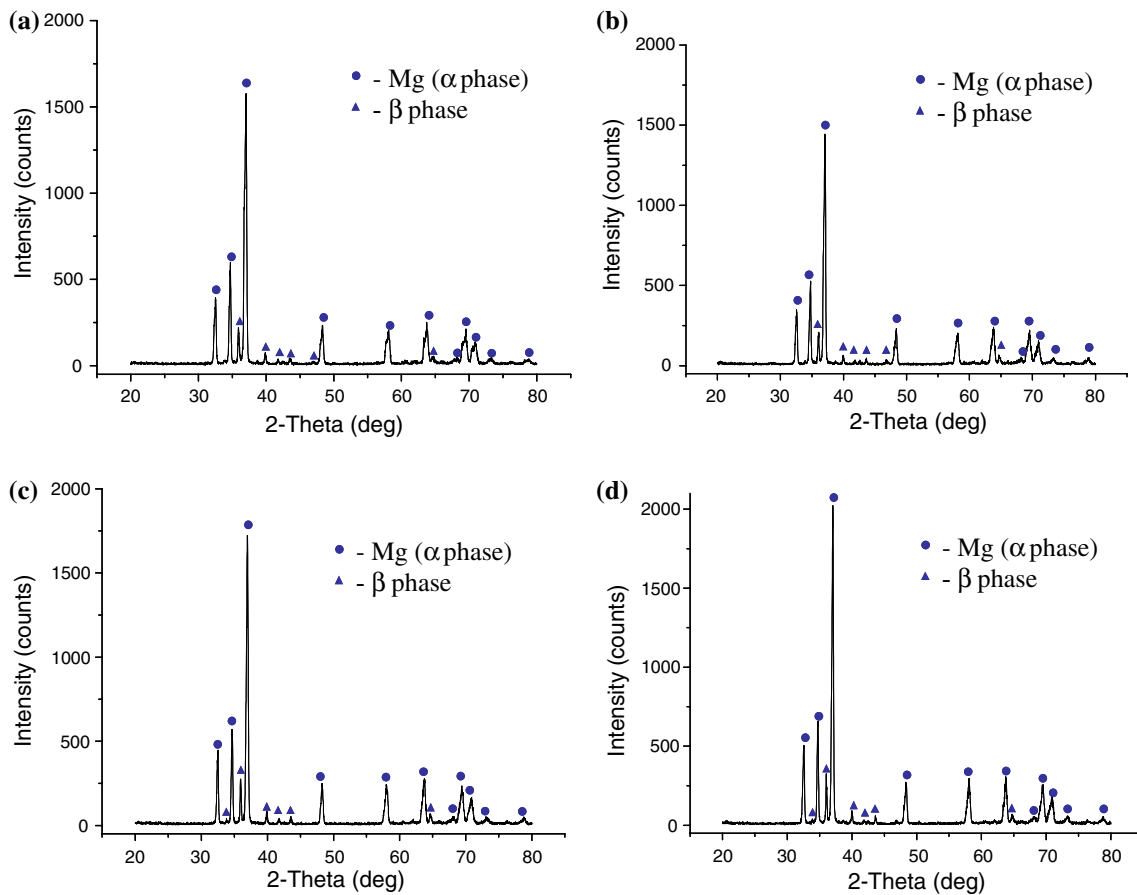 (a)
2000
1500
1000
500
0
Intensity (counts)
- Mg (α phase)
- β phase
20 30 40 50 60 70 80
2-Theta (deg)
(b)
2000
1500
1000
500
0
Intensity (counts)
- Mg (α phase)
- β phase
20 30 40 50 60 70 80
2-Theta (deg)
(c)
2000
1500
1000
500
0
Intensity (counts)
- Mg (α phase)
- β phase
20 30 40 50 60 70 80
2-Theta (deg)
(d)
2000
1500
1000
500
0
Intensity (counts)
- Mg (α phase)
- β phase
20 30 40 50 60 70 80
2-Theta (deg)